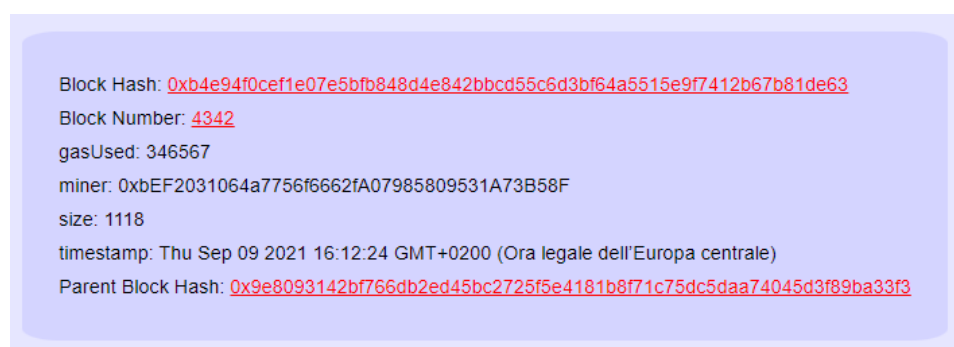 Block Hash: 0xb4e94f0cef1e07e5bfb848d4e842bbcd55c6d3bf64a5515e9f7412b67b81de63
Block Number: 4342
gasUsed: 346567
miner: 0xbEF2031064a7756f6662fA07985809531A73B58F
size: 1118
timestamp: Thu Sep 09 2021 16:12:24 GMT+0200 (Ora legale dell'Europa centrale)
Parent Block Hash: 0x9e8093142bf766db2ed45bc2725f5e4181b8f71c75dc5daa74045d3f89ba33f3